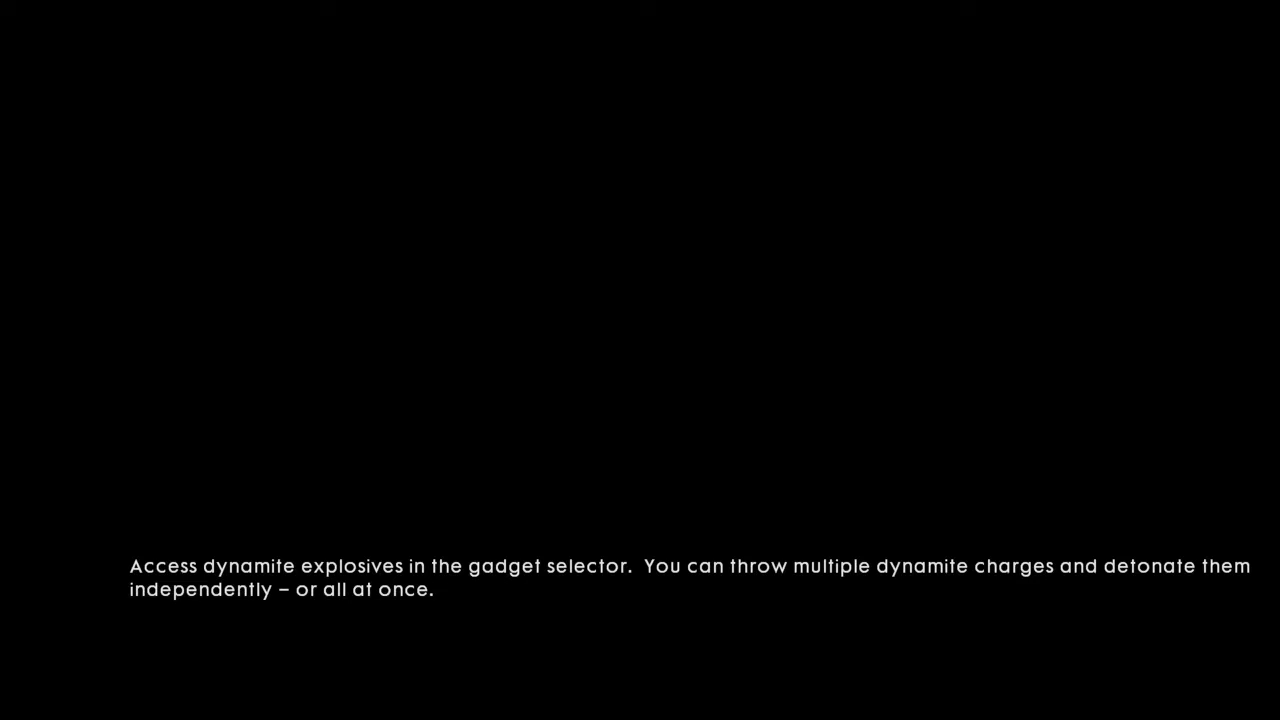 Access dynamite explosives in the gadget selector.  You can throw multiple dynamite charges and detonate them
independently – or all at once.